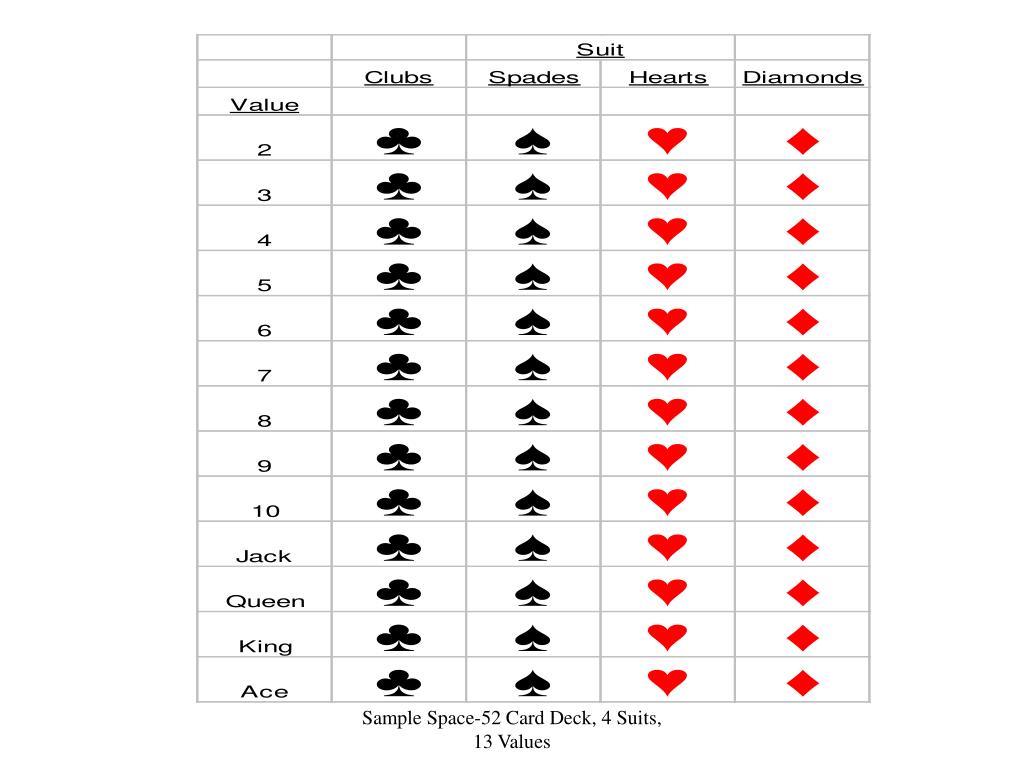 Suit
Clubs Spades Hearts Diamonds
Value
2
3
4
5
6
7
8
9
10
Jack
Queen
King
Ace
Sample Space-52 Card Deck, 4 Suits,
13 Values